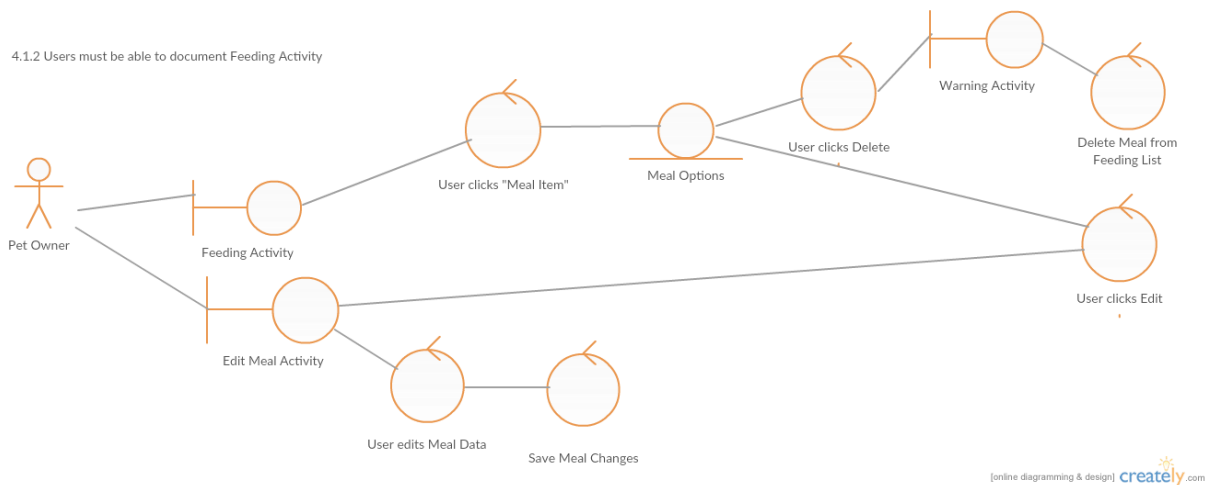 4.1.2 Users must be able to document Feeding Activity
Warning Activity
User clicks Delete
Delete Meal from
Feeding List
User clicks "Meal Item"
Meal Options
Pet Owner
Feeding Activity
User clicks Edit
Edit Meal Activity
User edits Meal Data
Save Meal Changes
[online diagramming & design] creately.com